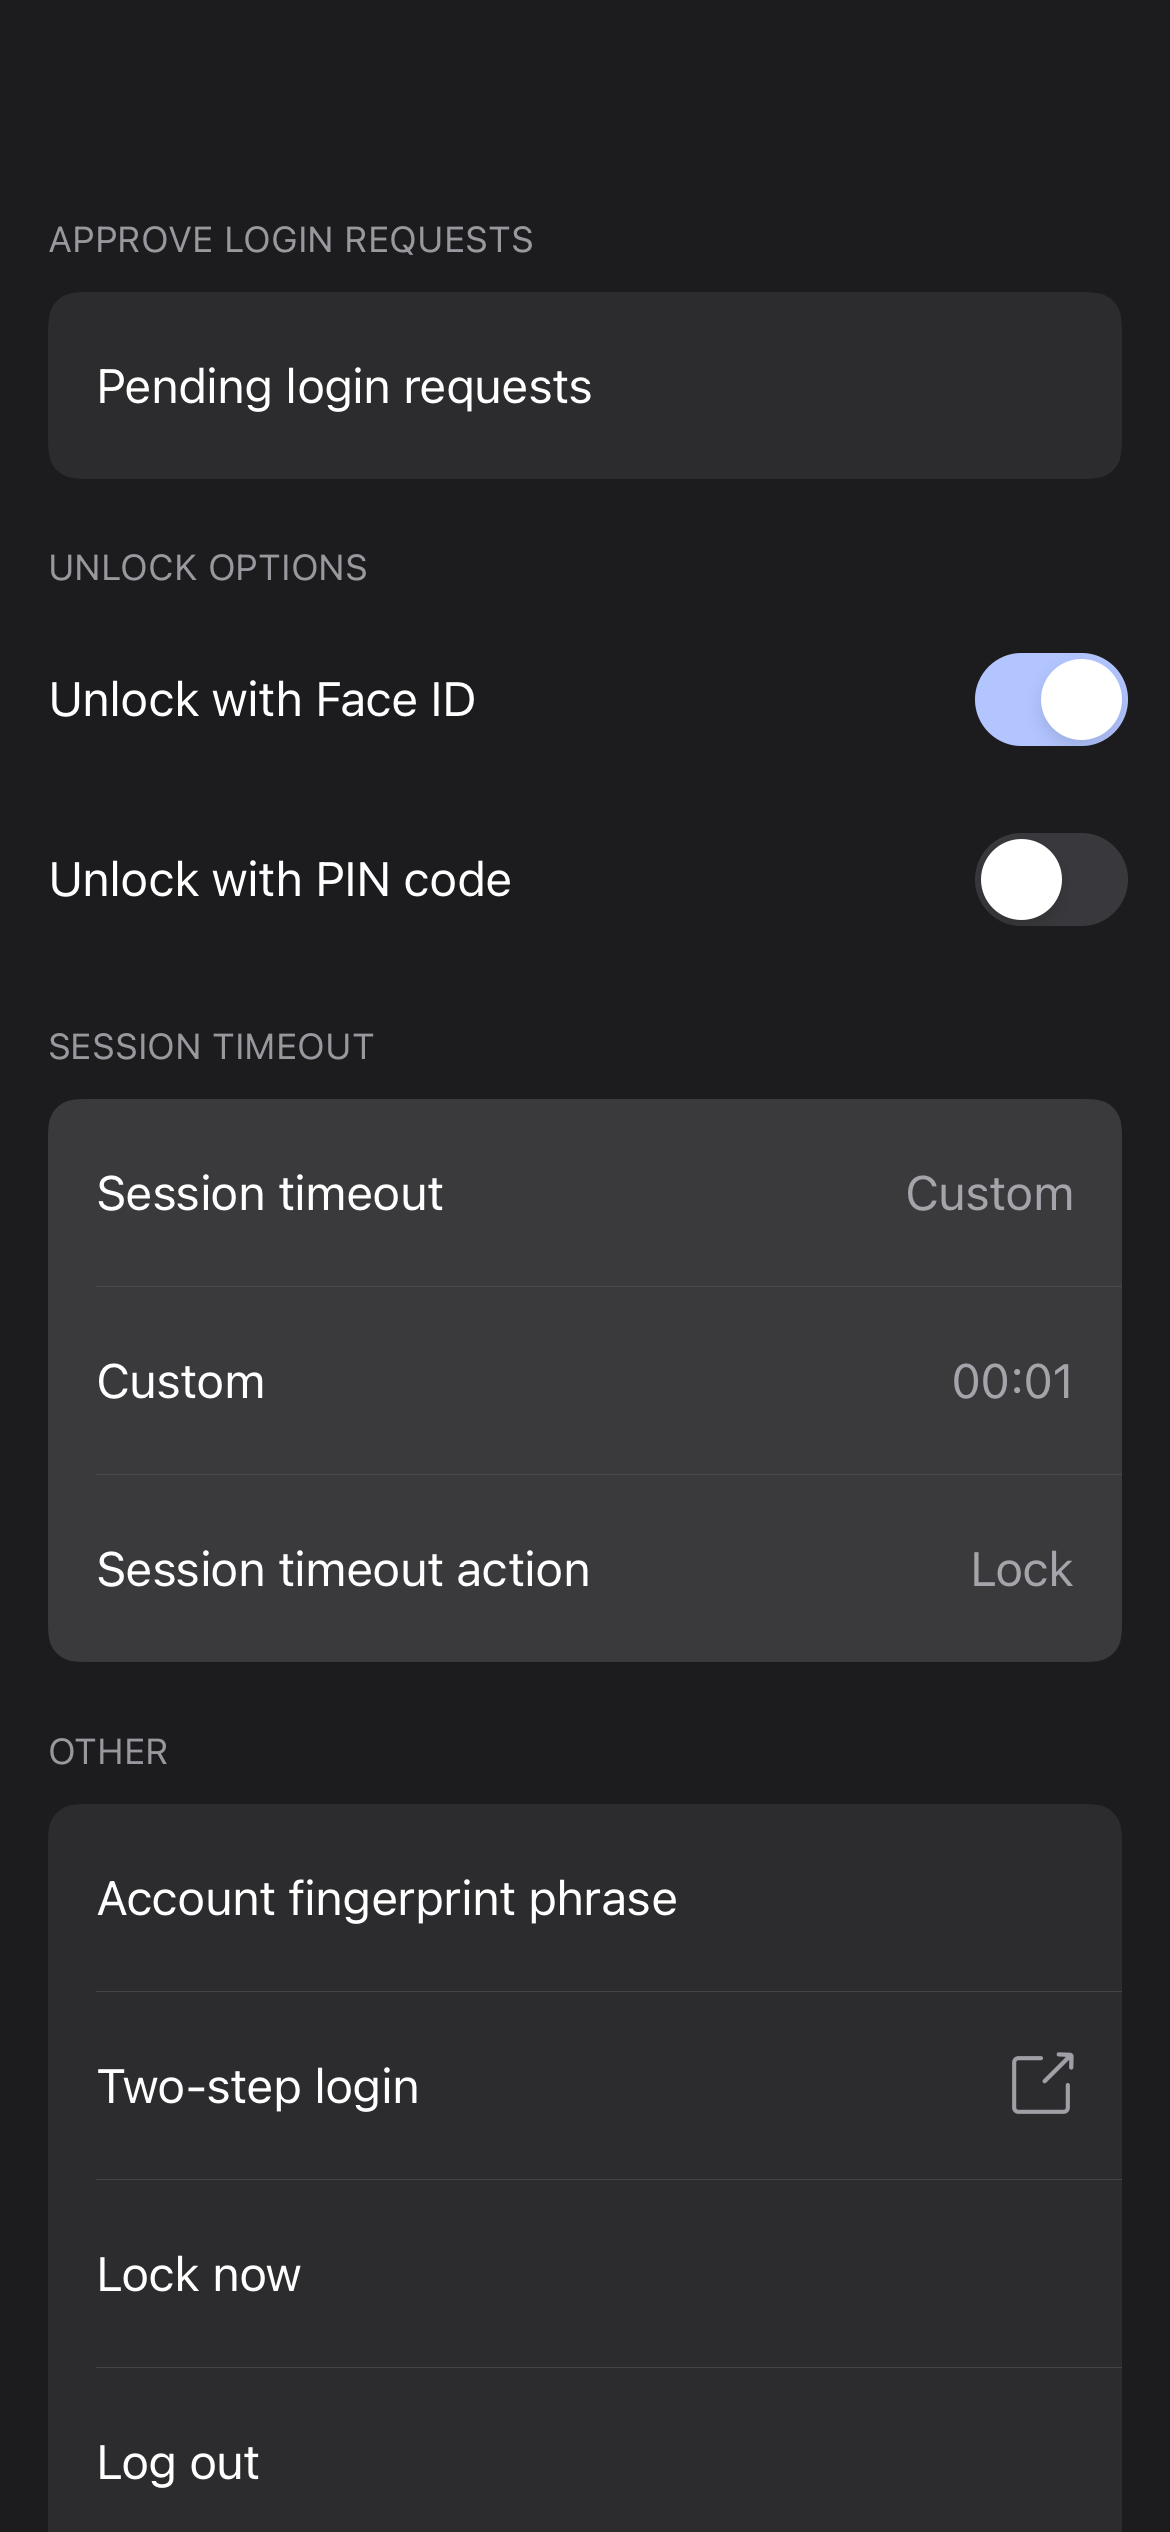 APPROVE LOGIN REQUESTS
Pending login requests
UNLOCK OPTIONS
Unlock with Face ID
Unlock with PIN code
SESSION TIMEOUT
Session timeout Custom
Custom 00:01
Session timeout action Lock
OTHER
Account fingerprint phrase
Two-step login
Lock now
Log out